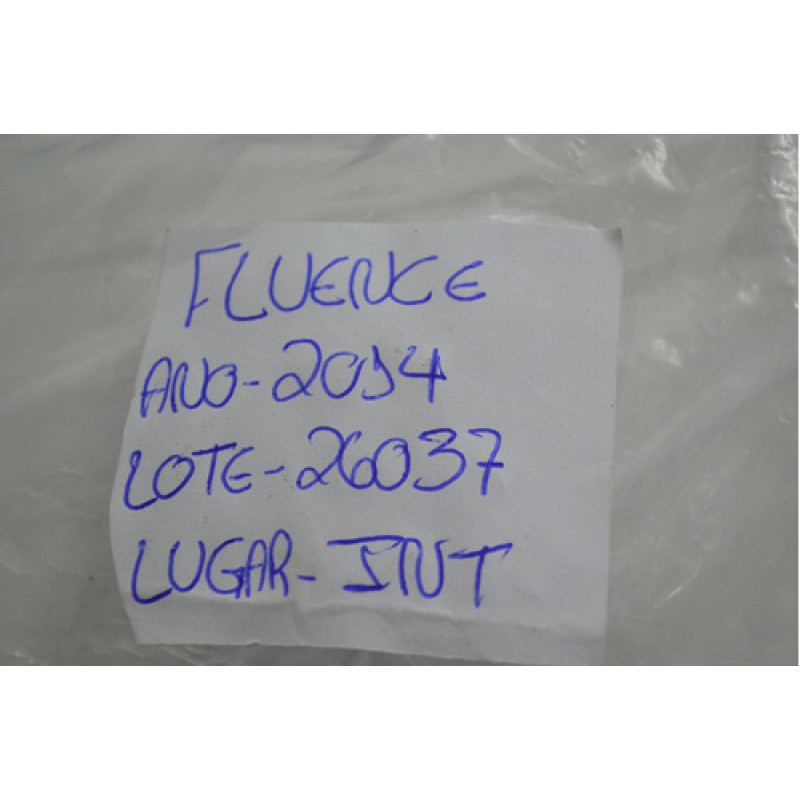 FLUENCE
ANO-2014
LOTE-26037
LUGAR-INT